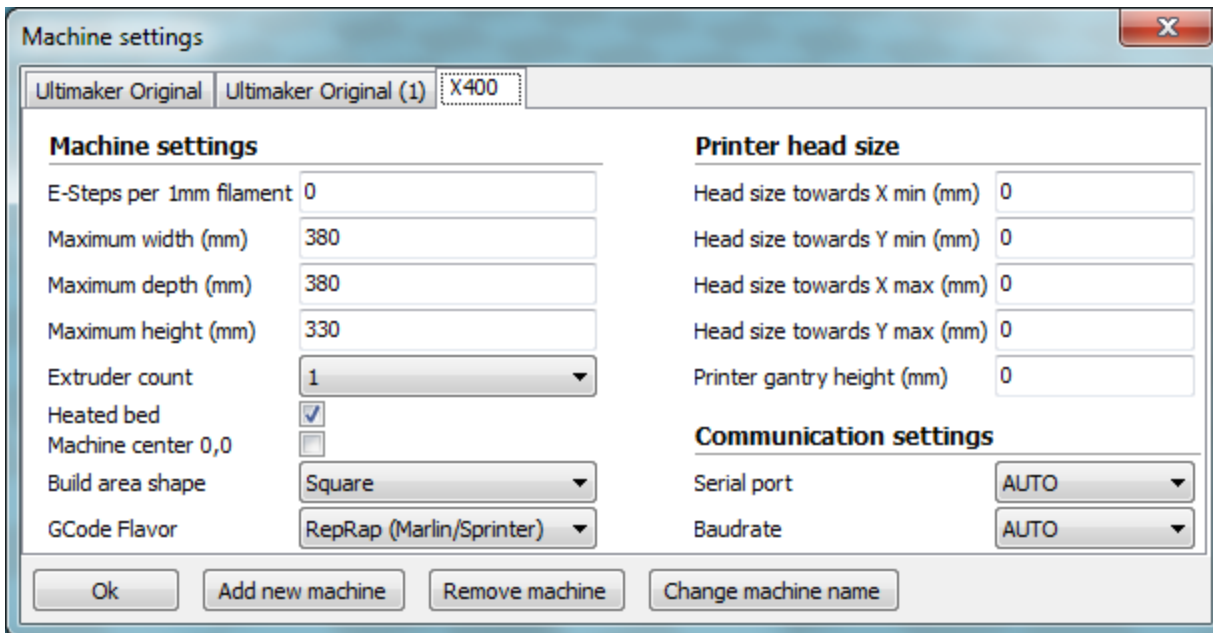 Machine settings
Ultimaker Original Ultimaker Original (1) X400
Machine settings
E-Steps per 1mm filament 0
Maximum width (mm) 380
Maximum depth (mm) 380
Maximum height (mm) 330
Extruder count 1
Heated bed
Machine center 0,0
Build area shape Square
GCode Flavor RepRap (Marlin/Sprinter)
Printer head size
Head size towards X min (mm) 0
Head size towards Y min (mm) 0
Head size towards X max (mm) 0
Head size towards Y max (mm) 0
Printer gantry height (mm) 0
Communication settings
Serial port AUTO
Baudrate AUTO
Ok Add new machine Remove machine Change machine name